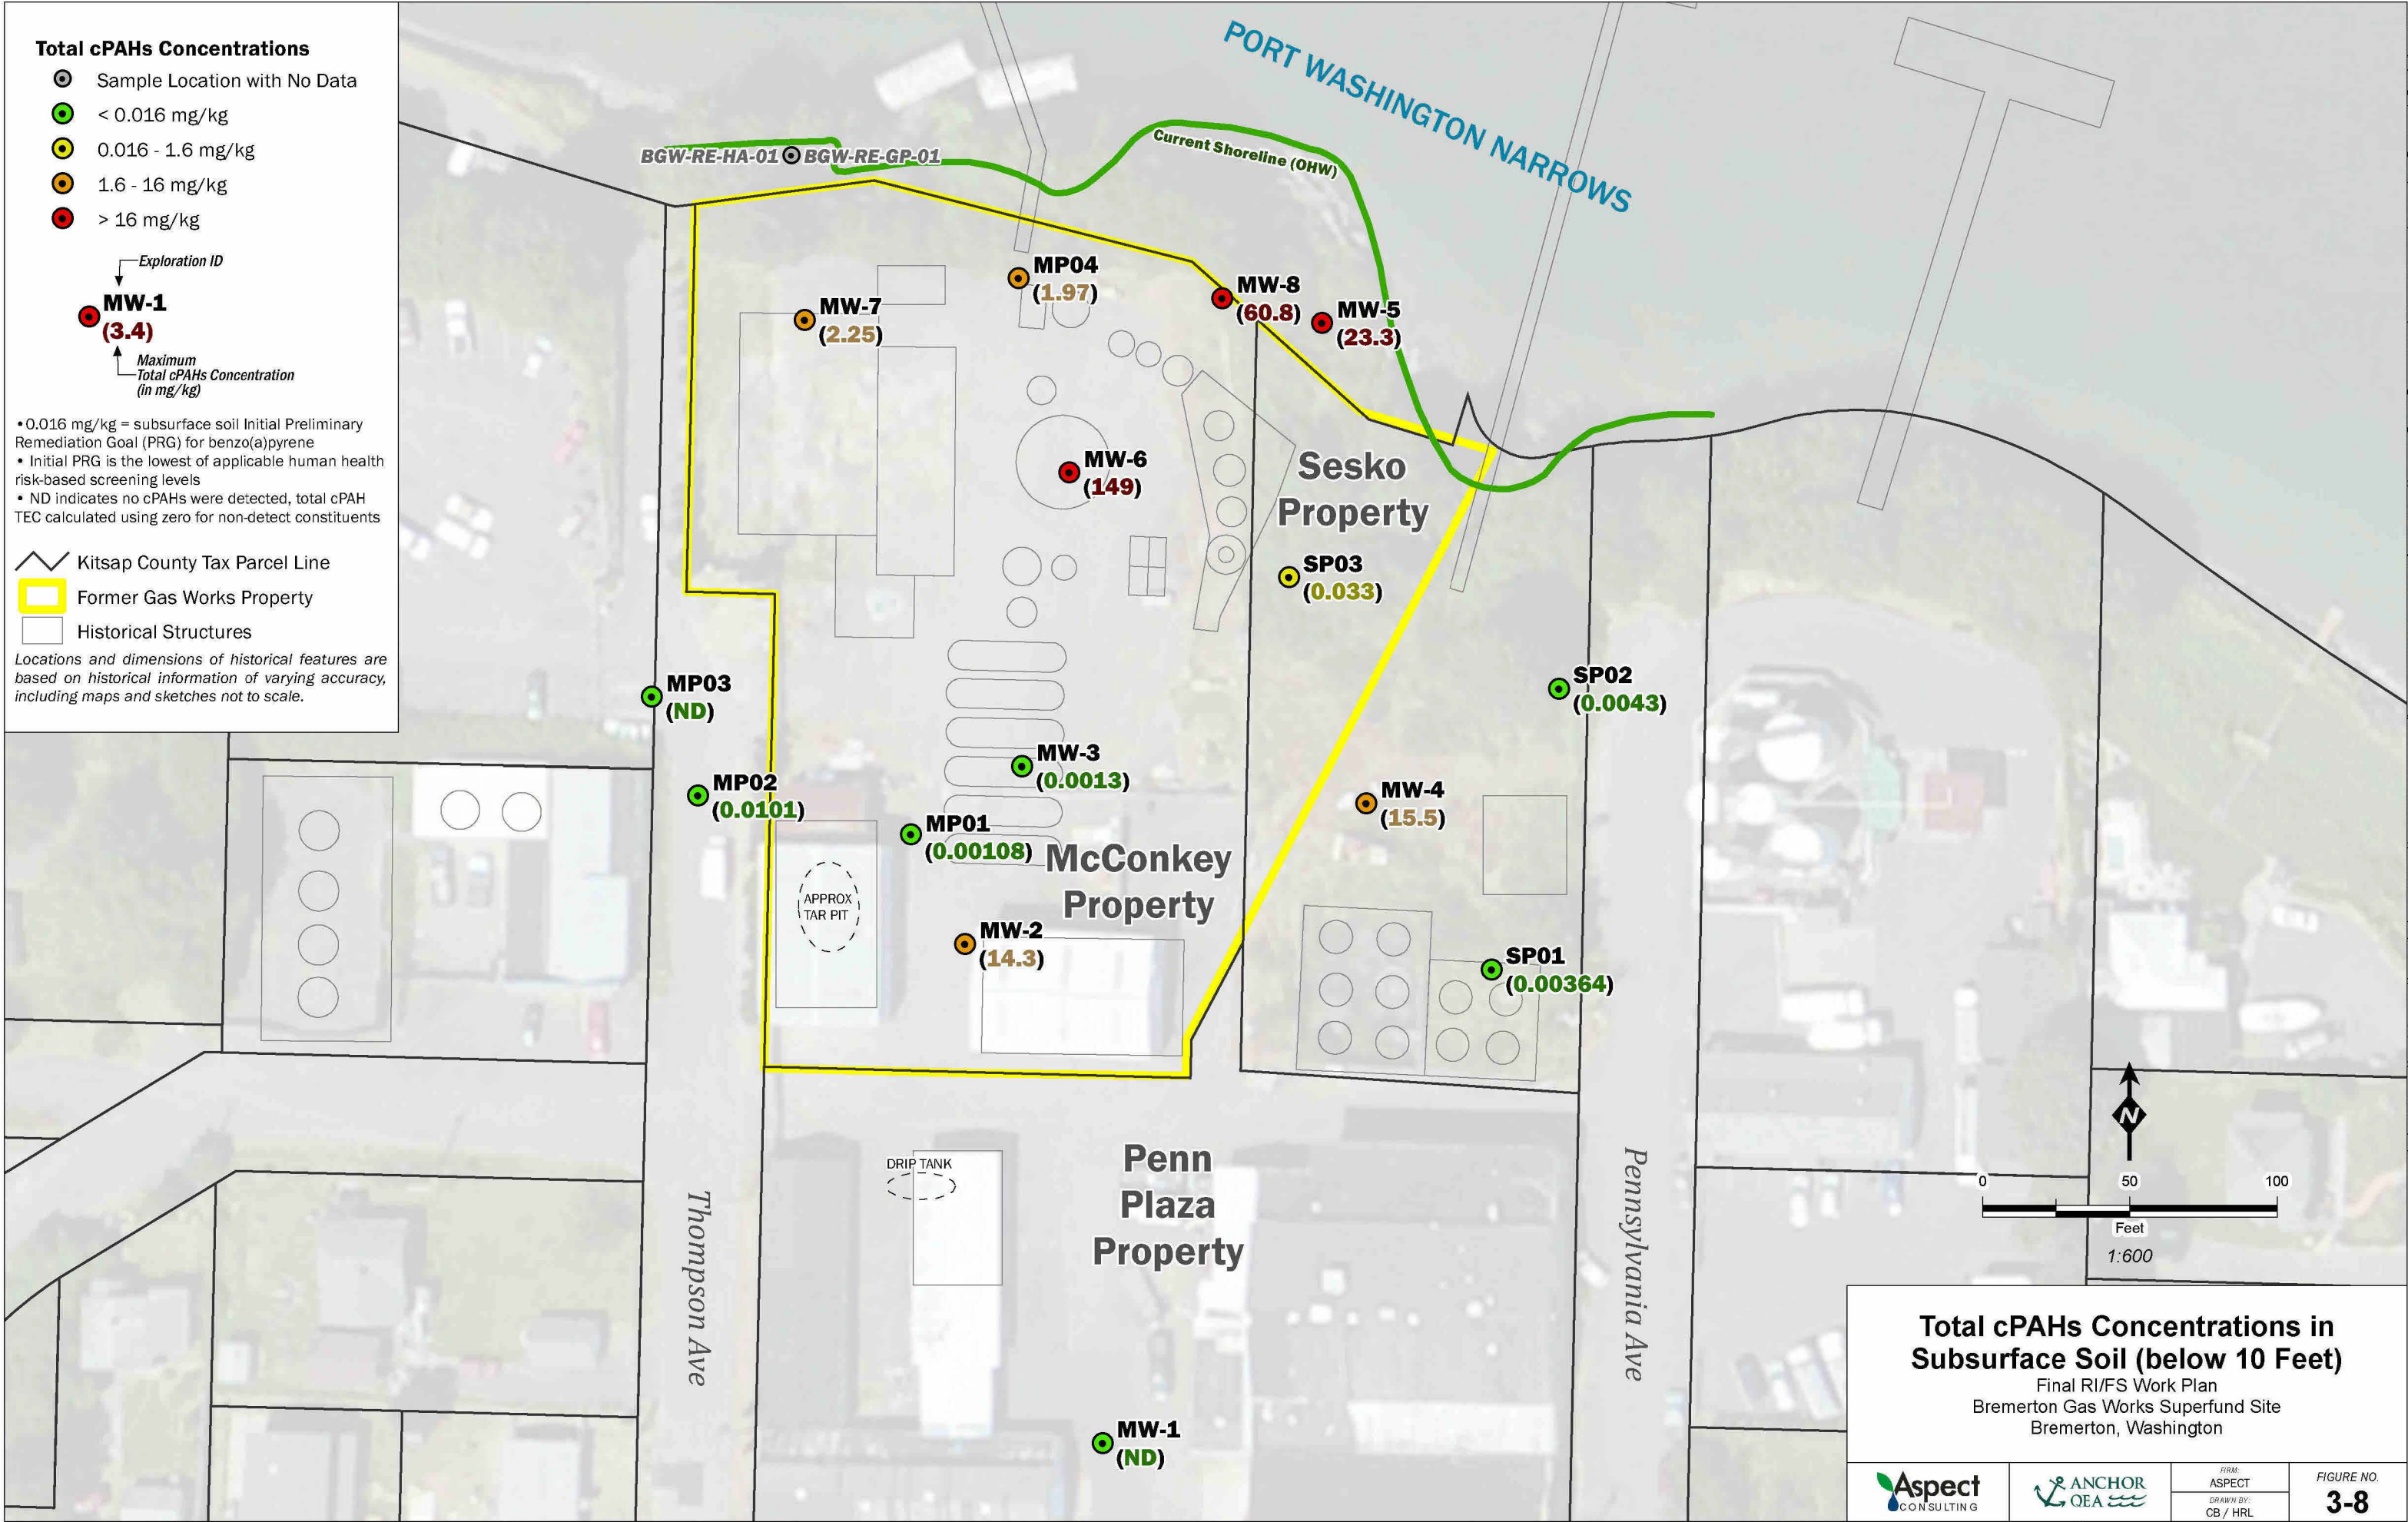 Total cPAHs Concentrations
Sample Location with No Data
< 0.016 mg/kg
0.016 - 1.6 mg/kg
1.6 - 16 mg/kg
> 16 mg/kg
Exploration ID
MW-1
(3.4)
Maximum
Total cPAHs Concentration
(in mg/kg)
• 0.016 mg/kg = subsurface soil Initial Preliminary
Remediation Goal (PRG) for benzo(a)pyrene
• Initial PRG is the lowest of applicable human health
risk-based screening levels
• ND indicates no cPAHs were detected, total cPAH
TEC calculated using zero for non-detect constituents
Kitsap County Tax Parcel Line
Former Gas Works Property
Historical Structures
Locations and dimensions of historical features are
based on historical information of varying accuracy,
including maps and sketches not to scale.
PORT WASHINGTON NARROWS
Current Shoreline (OHW)
BGW-RE-HA-01 BGW-RE-GP-01
MP04
(1.97)
MW-7
(2.25)
MW-8
(60.8)
MW-5
(23.3)
MW-6
(149)
Sesko
Property
SP03
(0.033)
MP03
(ND)
SP02
(0.0043)
MW-3
(0.0013)
MP02
(0.0101)
MW-4
(15.5)
MP01
(0.00108)
McConkey
Property
APPROX
TAR PIT
MW-2
(14.3)
SP01
(0.00364)
DRIP TANK
Penn
Plaza
Property
Thompson Ave
Pennsylvania Ave
MW-1
(ND)
N
0 50 100
Feet
1:600
Total cPAHs Concentrations in
Subsurface Soil (below 10 Feet)
Final RI/FS Work Plan
Bremerton Gas Works Superfund Site
Bremerton, Washington
Aspect
CONSULTING
ANCHOR
QEA
FIRM:
ASPECT
DRAWN BY:
CB / HRL
FIGURE NO.
3-8